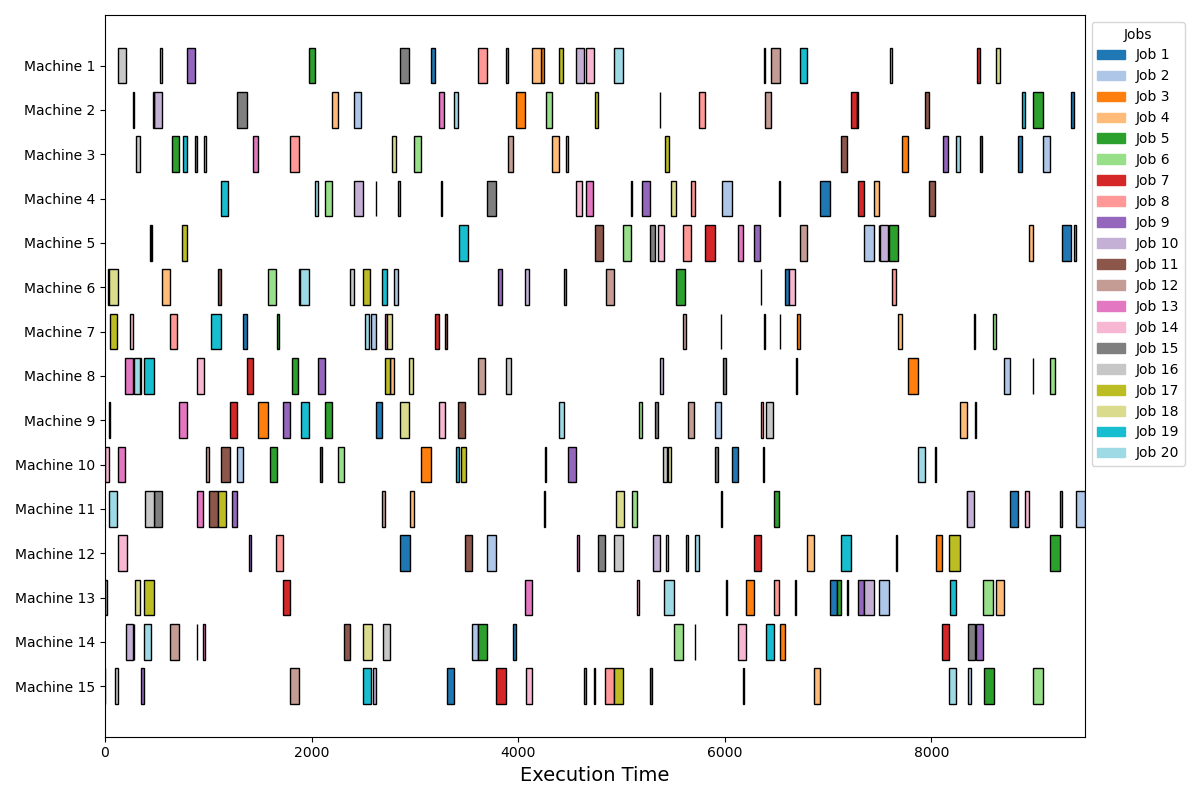 Machine 1
Machine 2
Machine 3
Machine 4
Machine 5
Machine 6
Machine 7
Machine 8
Machine 9
Machine 10
Machine 11
Machine 12
Machine 13
Machine 14
Machine 15
0 2000 4000 6000 8000
Execution Time
Jobs
Job 1
Job 2
Job 3
Job 4
Job 5
Job 6
Job 7
Job 8
Job 9
Job 10
Job 11
Job 12
Job 13
Job 14
Job 15
Job 16
Job 17
Job 18
Job 19
Job 20